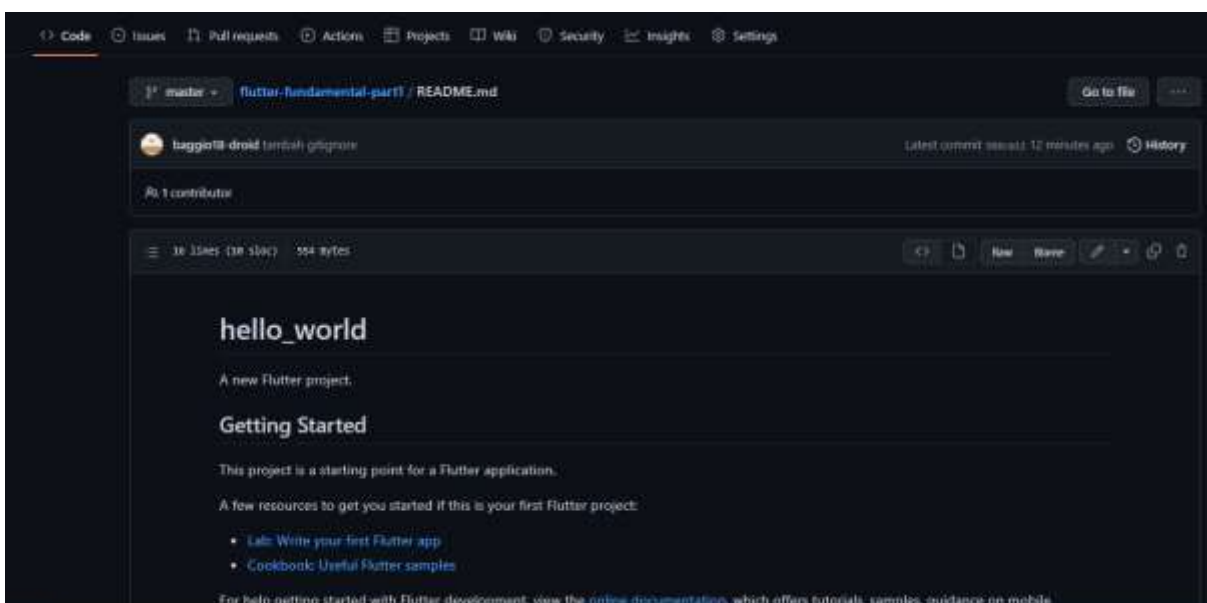 Code Issues Pull requests Actions Projects Wiki Security Insights Settings
master flutter-fundamental-part1 / README.md Go to file
baggio18-droid tambah gitignore Latest commit 12 minutes ago History
1 contributor
554 Bytes Raw Blame
hello_world
A new Flutter project.
Getting Started
This project is a starting point for a Flutter application.
A few resources to get you started if this is your first Flutter project:
Lab: Write your first Flutter app
Cookbook: Useful Flutter samples
For help getting started with Flutter development, view the online documentation, which offers tutorials, samples, guidance on mobile